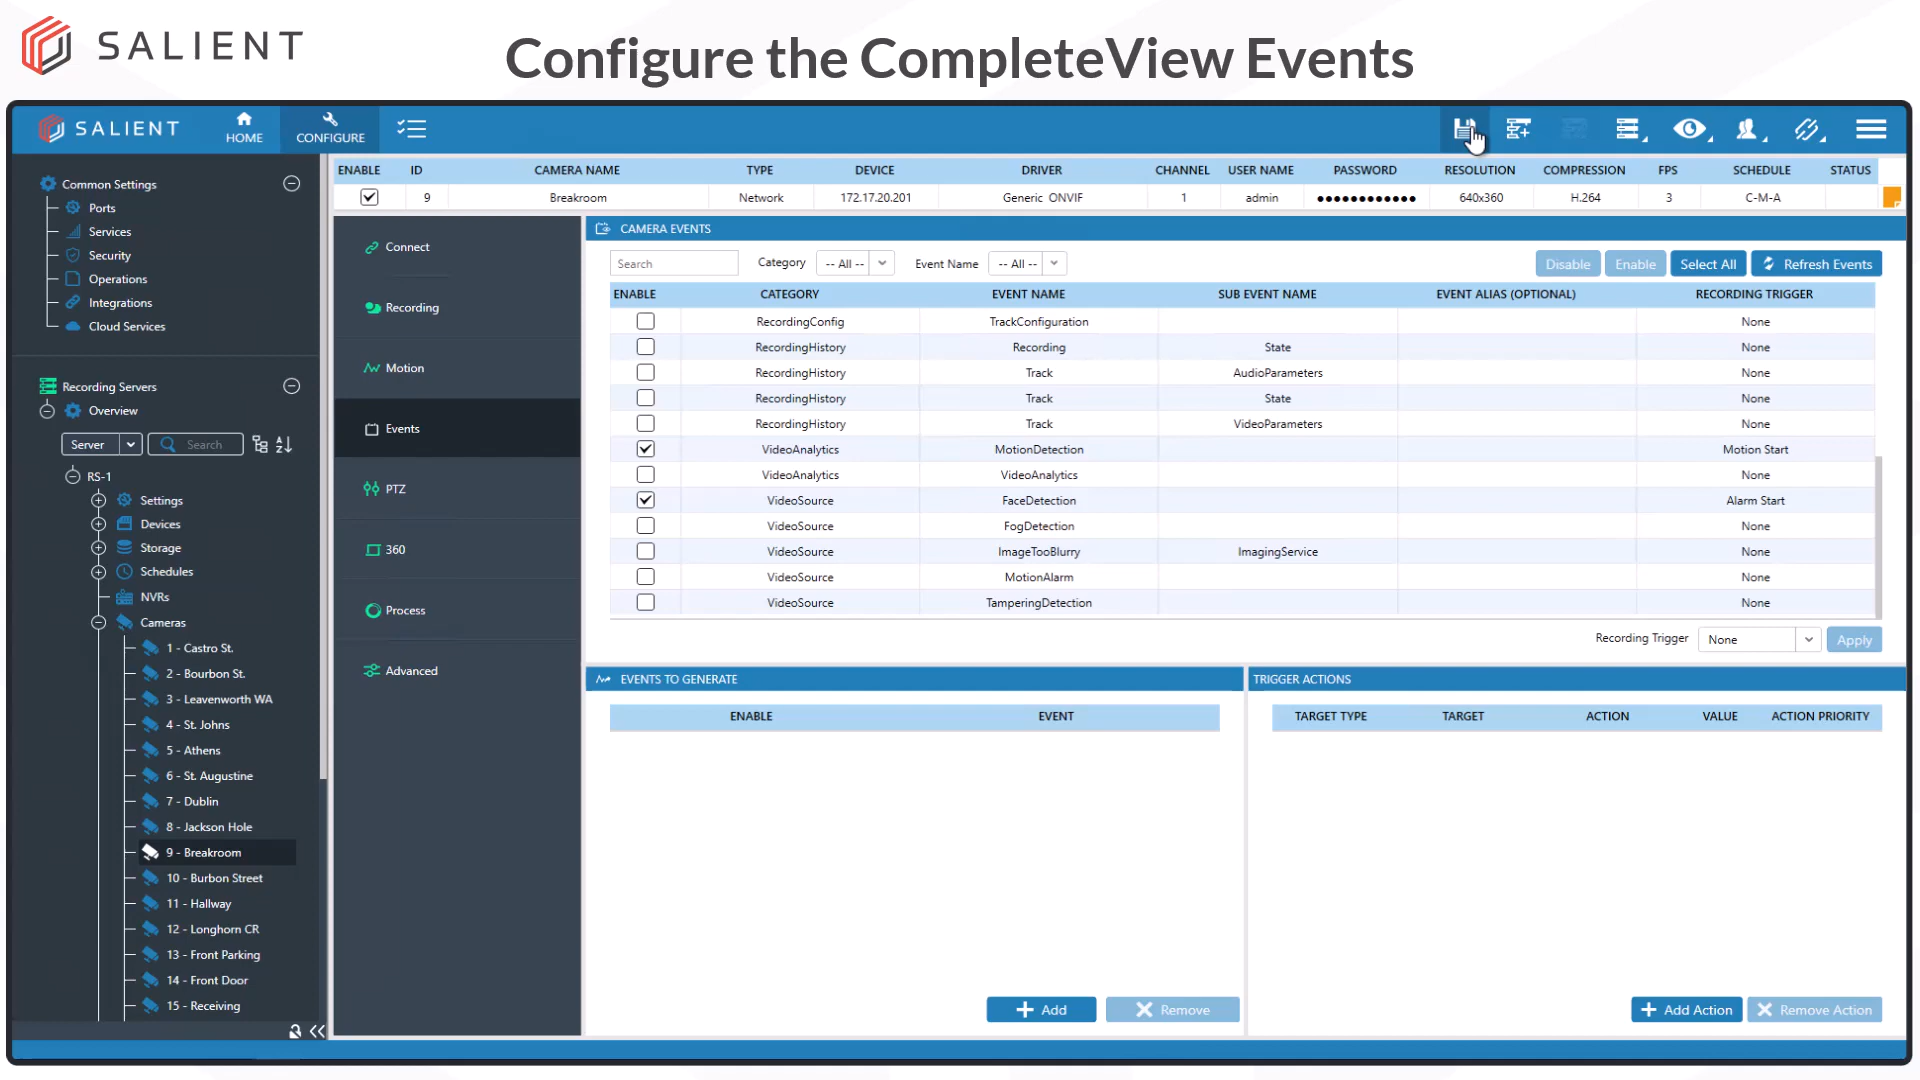 SALIENT
Configure the CompleteView Events
SALIENT
HOME
CONFIGURE
Common Settings
Ports
Services
Security
Operations
Integrations
Cloud Services
Recording Servers
Overview
Server
Search
RS-1
Settings
Devices
Storage
Schedules
NVRs
Cameras
1 - Castro St.
2 - Bourbon St.
3 - Leavenworth WA
4 - St. Johns
5 - Athens
6 - St. Augustine
7 - Dublin
8 - Jackson Hole
9 - Breakroom
10 - Burbon Street
11 - Hallway
12 - Longhorn CR
13 - Front Parking
14 - Front Door
15 - Receiving
ENABLE ID CAMERA NAME TYPE DEVICE DRIVER CHANNEL USER NAME PASSWORD RESOLUTION COMPRESSION FPS SCHEDULE STATUS
9 Breakroom Network 172.17.20.201 Generic ONVIF 1 admin ●●●●●●●●●●●● 640x360 H.264 3 C-M-A
Connect
Recording
Motion
Events
PTZ
360
Process
Advanced
CAMERA EVENTS
Search Category -- All -- Event Name -- All -- Disable Enable Select All Refresh Events
ENABLE CATEGORY EVENT NAME SUB EVENT NAME EVENT ALIAS (OPTIONAL) RECORDING TRIGGER
RecordingConfig TrackConfiguration None
RecordingHistory Recording State None
RecordingHistory Track AudioParameters None
RecordingHistory Track State None
RecordingHistory Track VideoParameters None
VideoAnalytics MotionDetection Motion Start
VideoAnalytics VideoAnalytics None
VideoSource FaceDetection Alarm Start
VideoSource FogDetection None
VideoSource ImageTooBlurry ImagingService None
VideoSource MotionAlarm None
VideoSource TamperingDetection None
Recording Trigger None Apply
EVENTS TO GENERATE
ENABLE EVENT
Add Remove
TRIGGER ACTIONS
TARGET TYPE TARGET ACTION VALUE ACTION PRIORITY
Add Action Remove Action